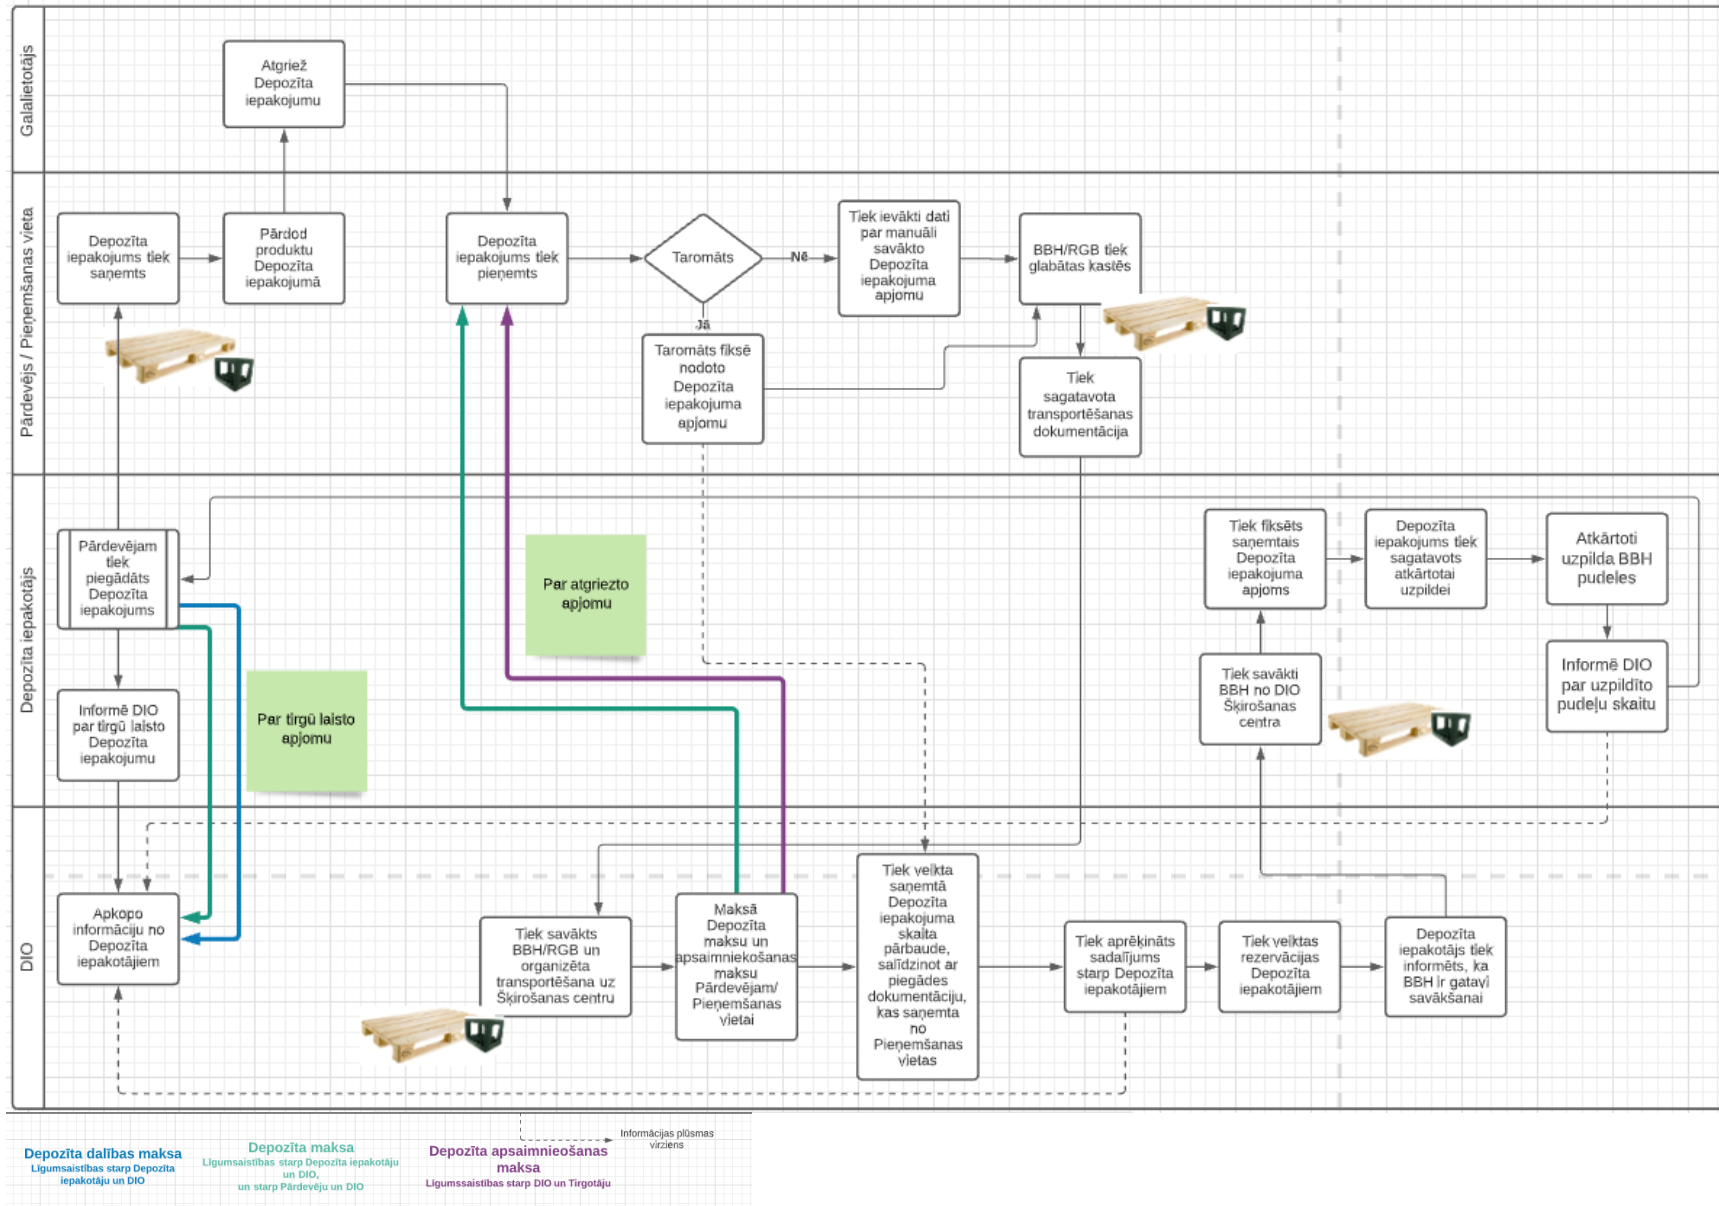 Galalietotājs
Atgriež
Depozīta
iepakojumu
Pārdevējs / Pieņemšanas vieta
Depozīta
iepakojums tiek
saņemts
Pārdod
produktu
Depozīta
iepakojumā
Depozīta
iepakojums tiek
pieņemts
Taromāts
Nē
Jā
Tiek ievākti dati
par manuāli
savākto
Depozīta
iepakojuma
apjomu
BBH/RGB tiek
glabātas kastēs
Taromāts fiksē
nodoto
Depozīta
iepakojuma
apjomu
Tiek
sagatavota
transportēšanas
dokumentācija
Depozīta iepakotājs
Pārdevējam
tiek
piegādāts
Depozīta
iepakojums
Par atgriezto
apjomu
Tiek fiksēts
saņemtais
Depozīta
iepakojuma
apjoms
Depozīta
iepakojums tiek
sagatavots
atkārtotai
uzpildei
Atkārtoti
uzpilda BBH
pudeles
Informē DIO
par tirgū laisto
Depozīta
iepakojumu
Par tirgū laisto
apjomu
Tiek savākti
BBH no DIO
Šķirošanas
centra
Informē DIO
par uzpildīto
pudeļu skaitu
DIO
Apkopo
informāciju no
Depozīta
iepakotājiem
Tiek savākts
BBH/RGB un
organizēta
transportēšana uz
Šķirošanas centru
Maksā
Depozīta
maksu un
apsaimniekošanas
maksu
Pārdevējam/
Pieņemšanas
vietai
Tiek veikta
saņemtā
Depozīta
iepakojuma
skaita
pārbaude,
salīdzinot ar
piegādes
dokumentāciju,
kas saņemta
no
Pieņemšanas
vietas
Tiek aprēķināts
sadalījums
starp Depozīta
iepakotājiem
Tiek veiktas
rezervācijas
Depozīta
iepakotājiem
Depozīta
iepakotājs tiek
informēts, ka
BBH ir gatavi
savākšanai
Depozīta dalības maksa
Līgumsaistības starp Depozīta
iepakotāju un DIO
Depozīta maksa
Līgumsaistības starp Depozīta iepakotāju
un DIO,
un starp Pārdevēju un DIO
Depozīta apsaimnieošanas
maksa
Līgumssaistības starp DIO un Tirgotāju
Informācijas plūsmas
virziens